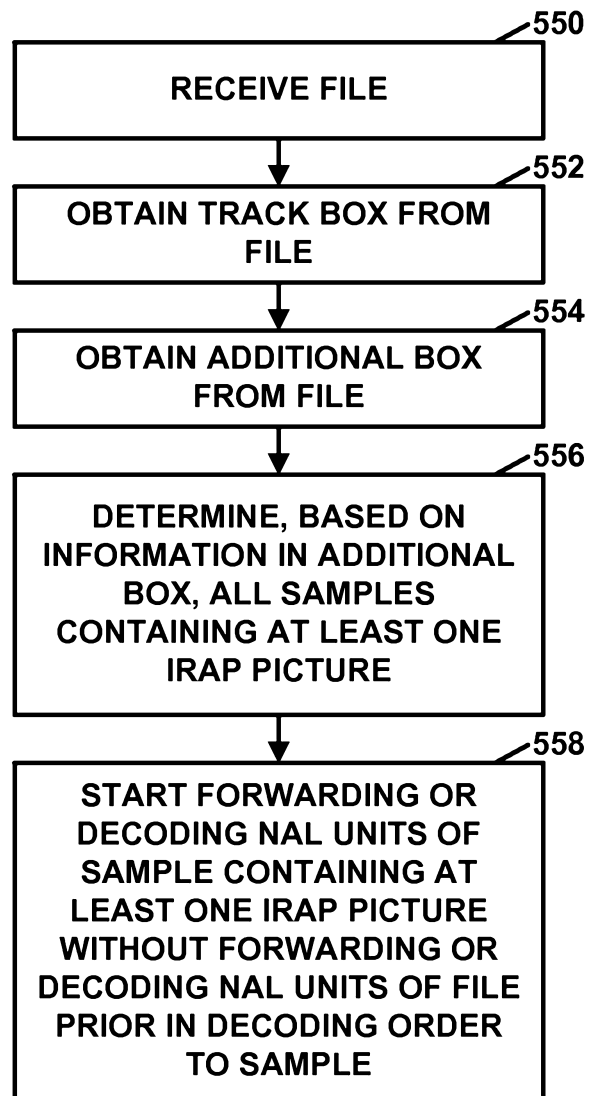 550
RECEIVE FILE
552
OBTAIN TRACK BOX FROM
FILE
554
OBTAIN ADDITIONAL BOX
FROM FILE
556
DETERMINE, BASED ON
INFORMATION IN ADDITIONAL
BOX, ALL SAMPLES
CONTAINING AT LEAST ONE
IRAP PICTURE
558
START FORWARDING OR
DECODING NAL UNITS OF
SAMPLE CONTAINING AT
LEAST ONE IRAP PICTURE
WITHOUT FORWARDING OR
DECODING NAL UNITS OF FILE
PRIOR IN DECODING ORDER
TO SAMPLE